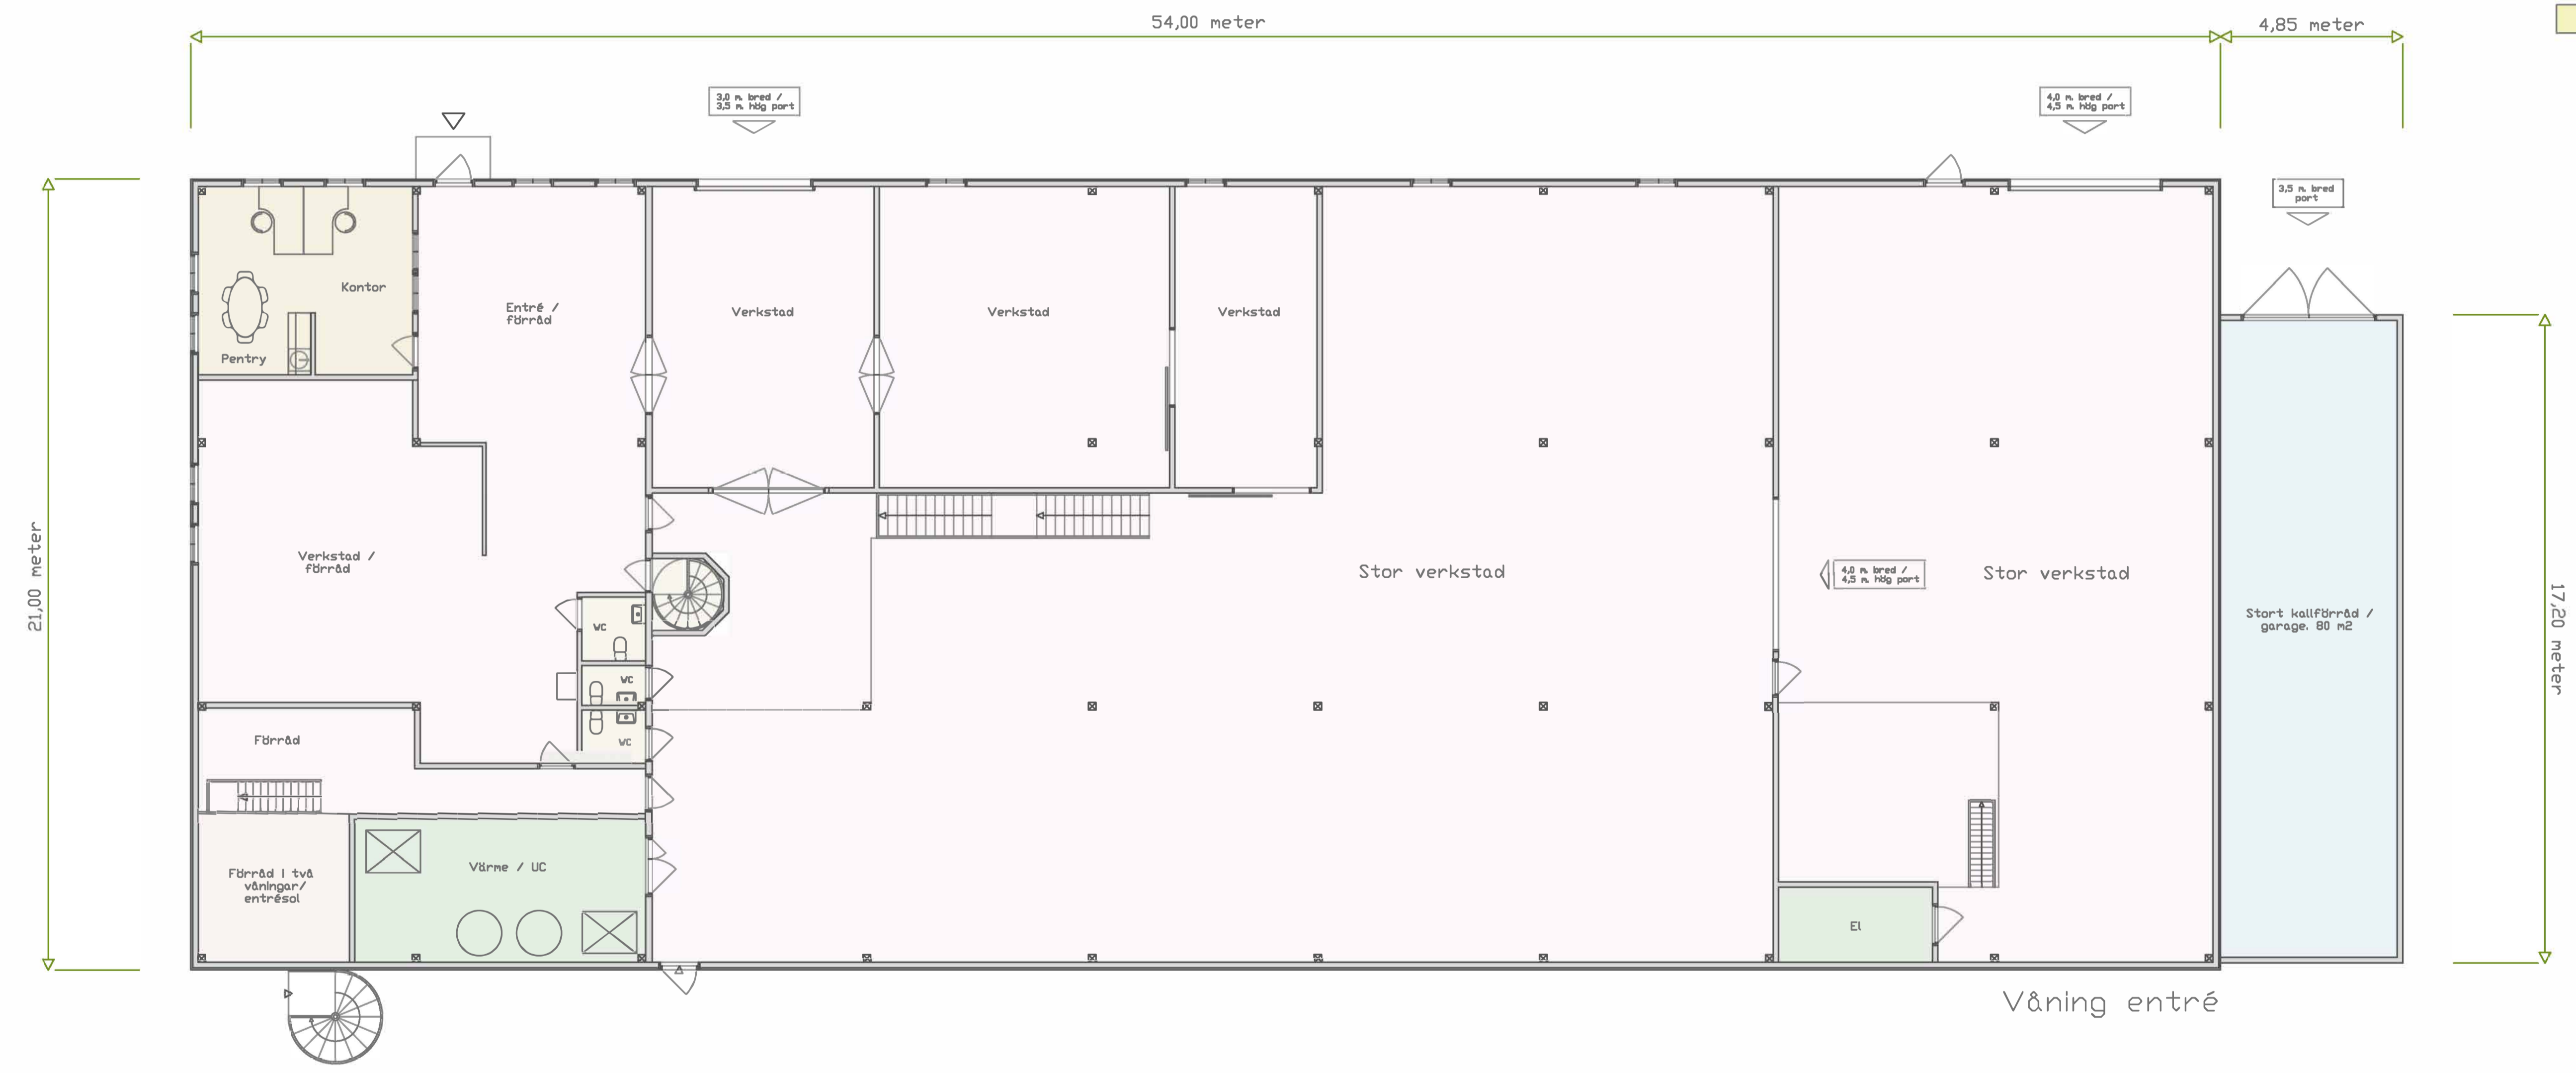 54,00 meter
4,85 meter
3,0 m. bred /
3,5 m. hög port
4,0 m. bred /
4,5 m. hög port
3,5 m. bred
port
Kontor
Pentry
Entré /
förråd
Verkstad
Verkstad
Verkstad
21,00 meter
Verkstad /
förråd
WC
WC
WC
Stor verkstad
4,0 m. bred /
4,5 m. hög port
Stor verkstad
Stort kallförråd /
garage. 80 m2
17,20 meter
Förråd
Förråd i två
våningar/
entrésol
Värme / UC
El
Våning entré